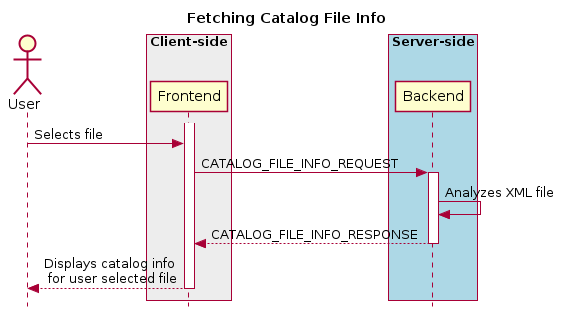 Fetching Catalog File Info
Client-side
Server-side
User
Frontend
Backend
Selects file
CATALOG_FILE_INFO_REQUEST
Analyzes XML file
CATALOG_FILE_INFO_RESPONSE
Displays catalog info
for user selected file